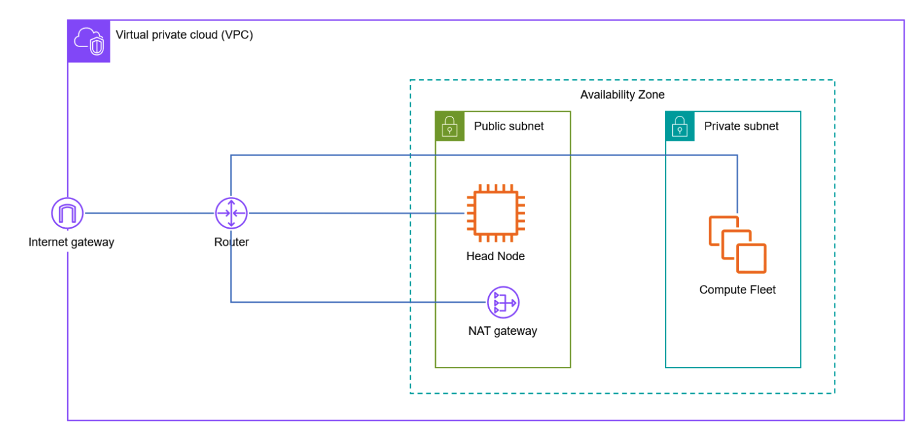 Virtual private cloud (VPC)
Availability Zone
Public subnet
Private subnet
Internet gateway
Router
Head Node
Compute Fleet
NAT gateway